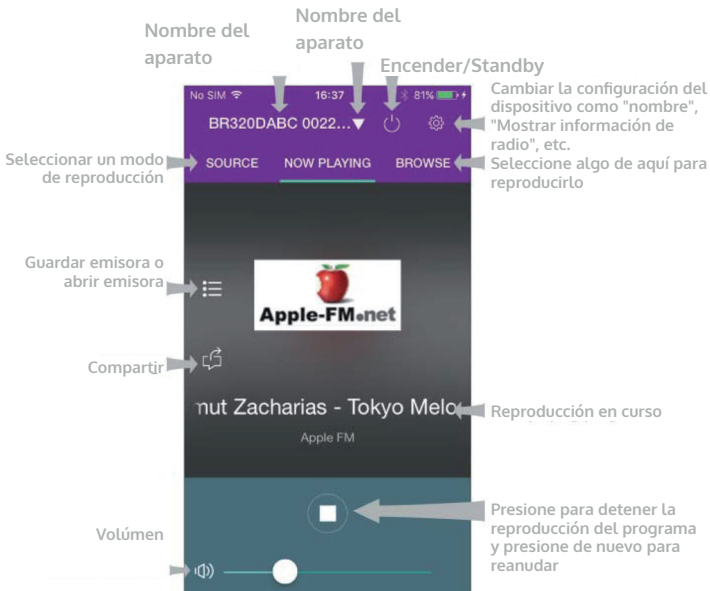 Nombre del
aparato
Nombre del
aparato
Encender/Standby
No SIM
16:37
81%
BR320DABC 0022...
Cambiar la configuración del
dispositivo como "nombre",
"Mostrar información de
radio", etc.
Seleccionar un modo
de reproducción
SOURCE
NOW PLAYING
BROWSE
Seleccione algo de aquí para
reproducirlo
Guardar emisora o
abrir emisora
Apple-FM.net
Compartir
nut Zacharias - Tokyo Melo
Apple FM
Reproducción en curso
Presione para detener la
reproducción del programa
y presione de nuevo para
reanudar
Volúmen